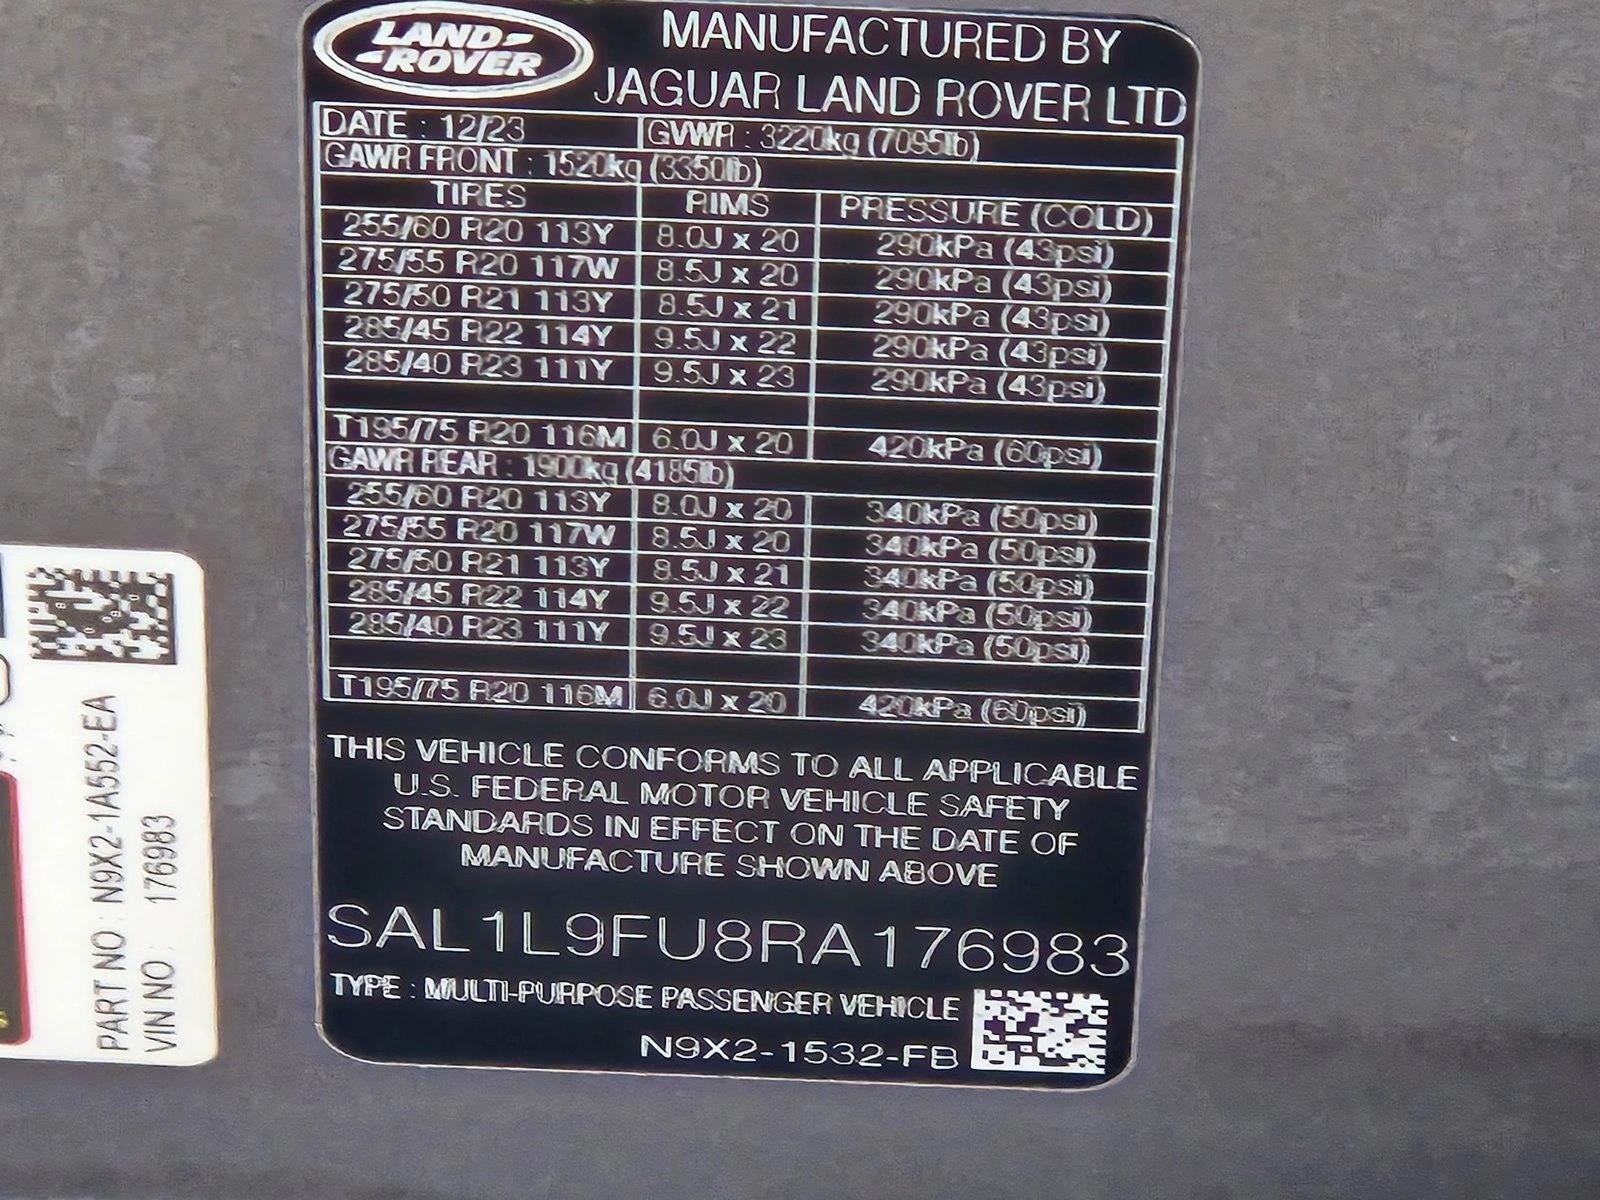 LAND
ROVER
MANUFACTURED BY
JAGUAR LAND ROVER LTD
DATE : 12/23 GVWR : 3220kg (7095lb)
GAWR FRONT : 1520kg (3350lb)
TIRES RIMS PRESSURE (COLD)
255/60 R20 113Y 8.0J x 20 290kPa (43psi)
275/55 R20 117W 8.5J x 20 290kPa (43psi)
275/50 R21 113Y 8.5J x 21 290kPa (43psi)
285/45 R22 114Y 9.5J x 22 290kPa (43psi)
285/40 R23 111Y 9.5J x 23 290kPa (43psi)
T195/75 R20 116M 6.0J x 20 420kPa (60psi)
GAWR REAR : 1900kg (4185lb)
255/60 R20 113Y 8.0J x 20 340kPa (50psi)
275/55 R20 117W 8.5J x 20 340kPa (50psi)
275/50 R21 113Y 8.5J x 21 340kPa (50psi)
285/45 R22 114Y 9.5J x 22 340kPa (50psi)
285/40 R23 111Y 9.5J x 23 340kPa (50psi)
T195/75 R20 116M 6.0J x 20 420kPa (60psi)
THIS VEHICLE CONFORMS TO ALL APPLICABLE
U.S. FEDERAL MOTOR VEHICLE SAFETY
STANDARDS IN EFFECT ON THE DATE OF
MANUFACTURE SHOWN ABOVE
SAL1L9FU8RA176983
TYPE : MULTI-PURPOSE PASSENGER VEHICLE
N9X2-1532-FB
PART NO : N9X2-1A552-EA
VIN NO : 176983